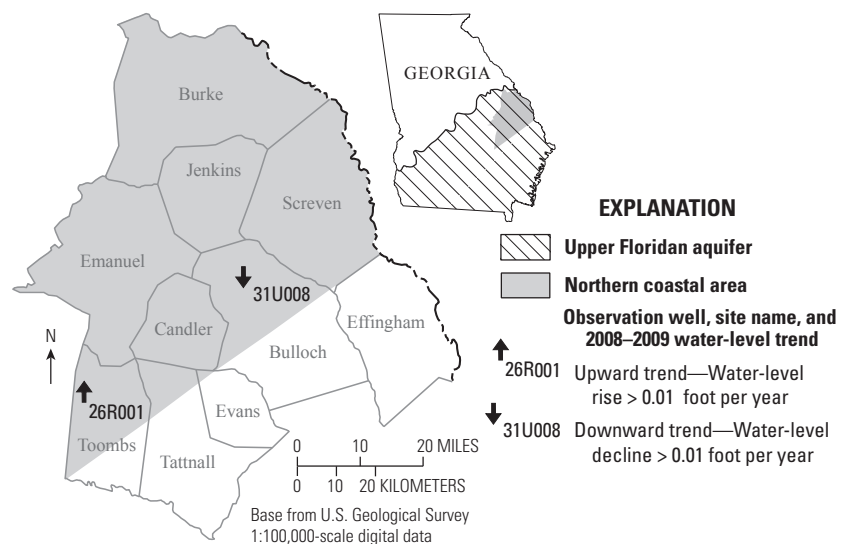 GEORGIA
Burke
Jenkins
Screven
Emanuel
31U008
Candler
Effingham
Bulloch
N
26R001
Evans
Toombs
Tattnall
0 10 20 MILES
0 10 20 KILOMETERS
Base from U.S. Geological Survey
1:100,000-scale digital data
EXPLANATION
Upper Floridan aquifer
Northern coastal area
Observation well, site name, and
2008–2009 water-level trend
26R001 Upward trend—Water-level
rise > 0.01 foot per year
31U008 Downward trend—Water-level
decline > 0.01 foot per year